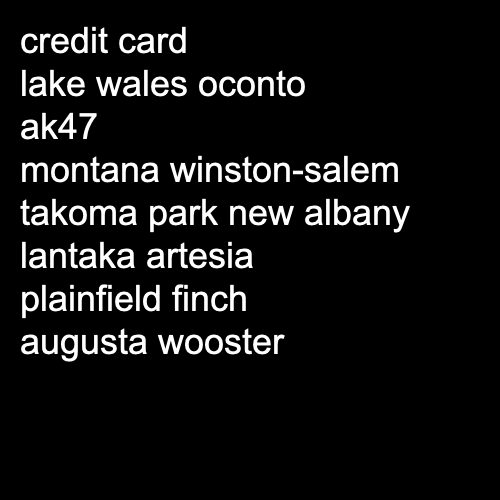 credit card
lake wales oconto
ak47
montana winston-salem
takoma park new albany
lantaka artesia
plainfield finch
augusta wooster